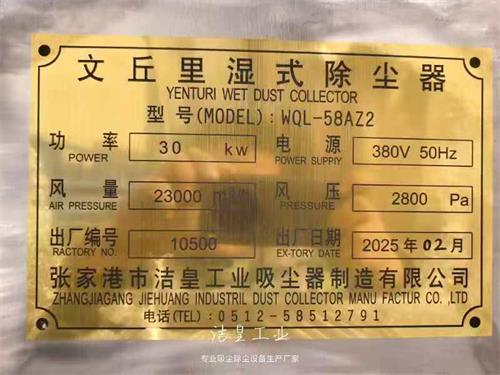 文丘里湿式除尘器
YENTURI WET DUST COLLECTOR
型号(MODEL): WQL-58AZ2
功率 POWER 30 kw 电源 POWER SUPPIY 380V 50Hz
风量 AIR PRESSURE 23000 m³/h 风压 PRESSURE 2800 Pa
出厂编号 RACTORY NO. 10500 出厂日期 EX-TORY DATE 2025年02月
张家港市洁皇工业吸尘器制造有限公司
ZHANGJIAGANG JIEHUANG INDUSTRIL DUST COLLECTOR MANU FACTUR CO.,LTD
电话(TEL):0512-58512791
洁皇工业
专业吸尘除尘设备生产厂家